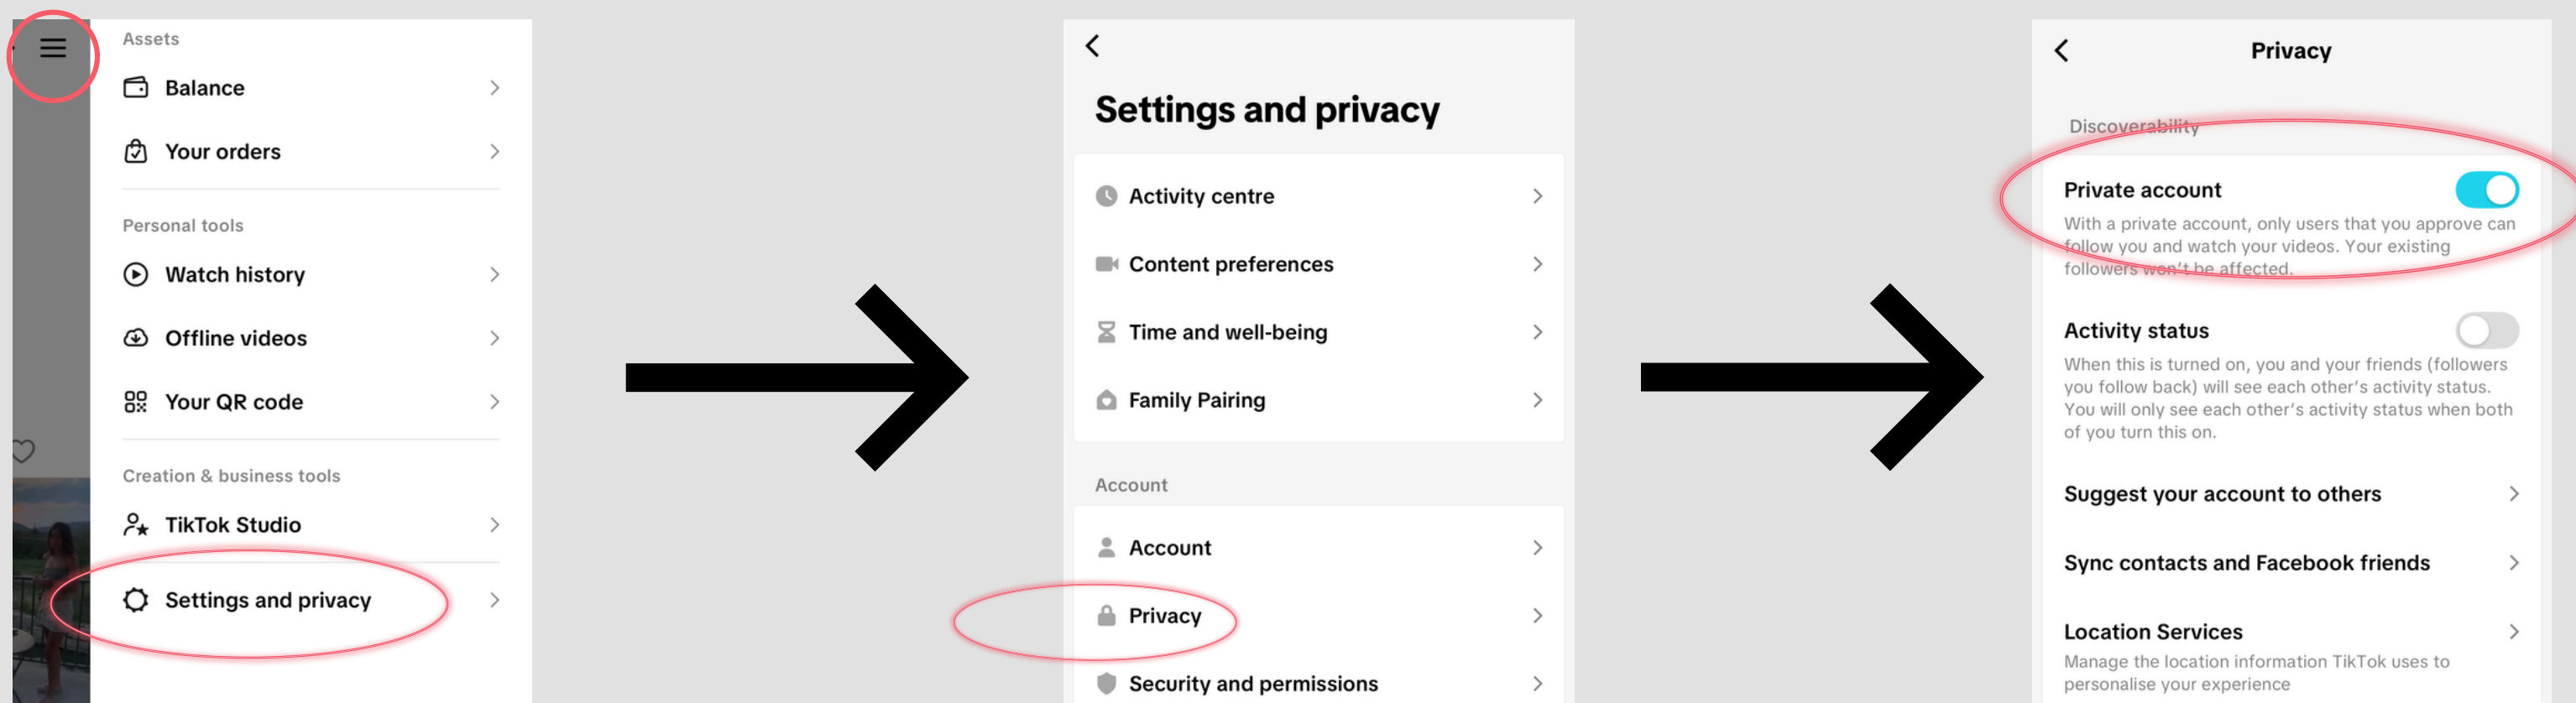 Assets
Balance
Your orders
Personal tools
Watch history
Offline videos
Your QR code
Creation & business tools
TikTok Studio
Settings and privacy
Settings and privacy
Activity centre
Content preferences
Time and well-being
Family Pairing
Account
Account
Privacy
Security and permissions
Privacy
Discoverability
Private account
With a private account, only users that you approve can
follow you and watch your videos. Your existing
followers won't be affected.
Activity status
When this is turned on, you and your friends (followers
you follow back) will see each other's activity status.
You will only see each other's activity status when both
of you turn this on.
Suggest your account to others
Sync contacts and Facebook friends
Location Services
Manage the location information TikTok uses to
personalise your experience